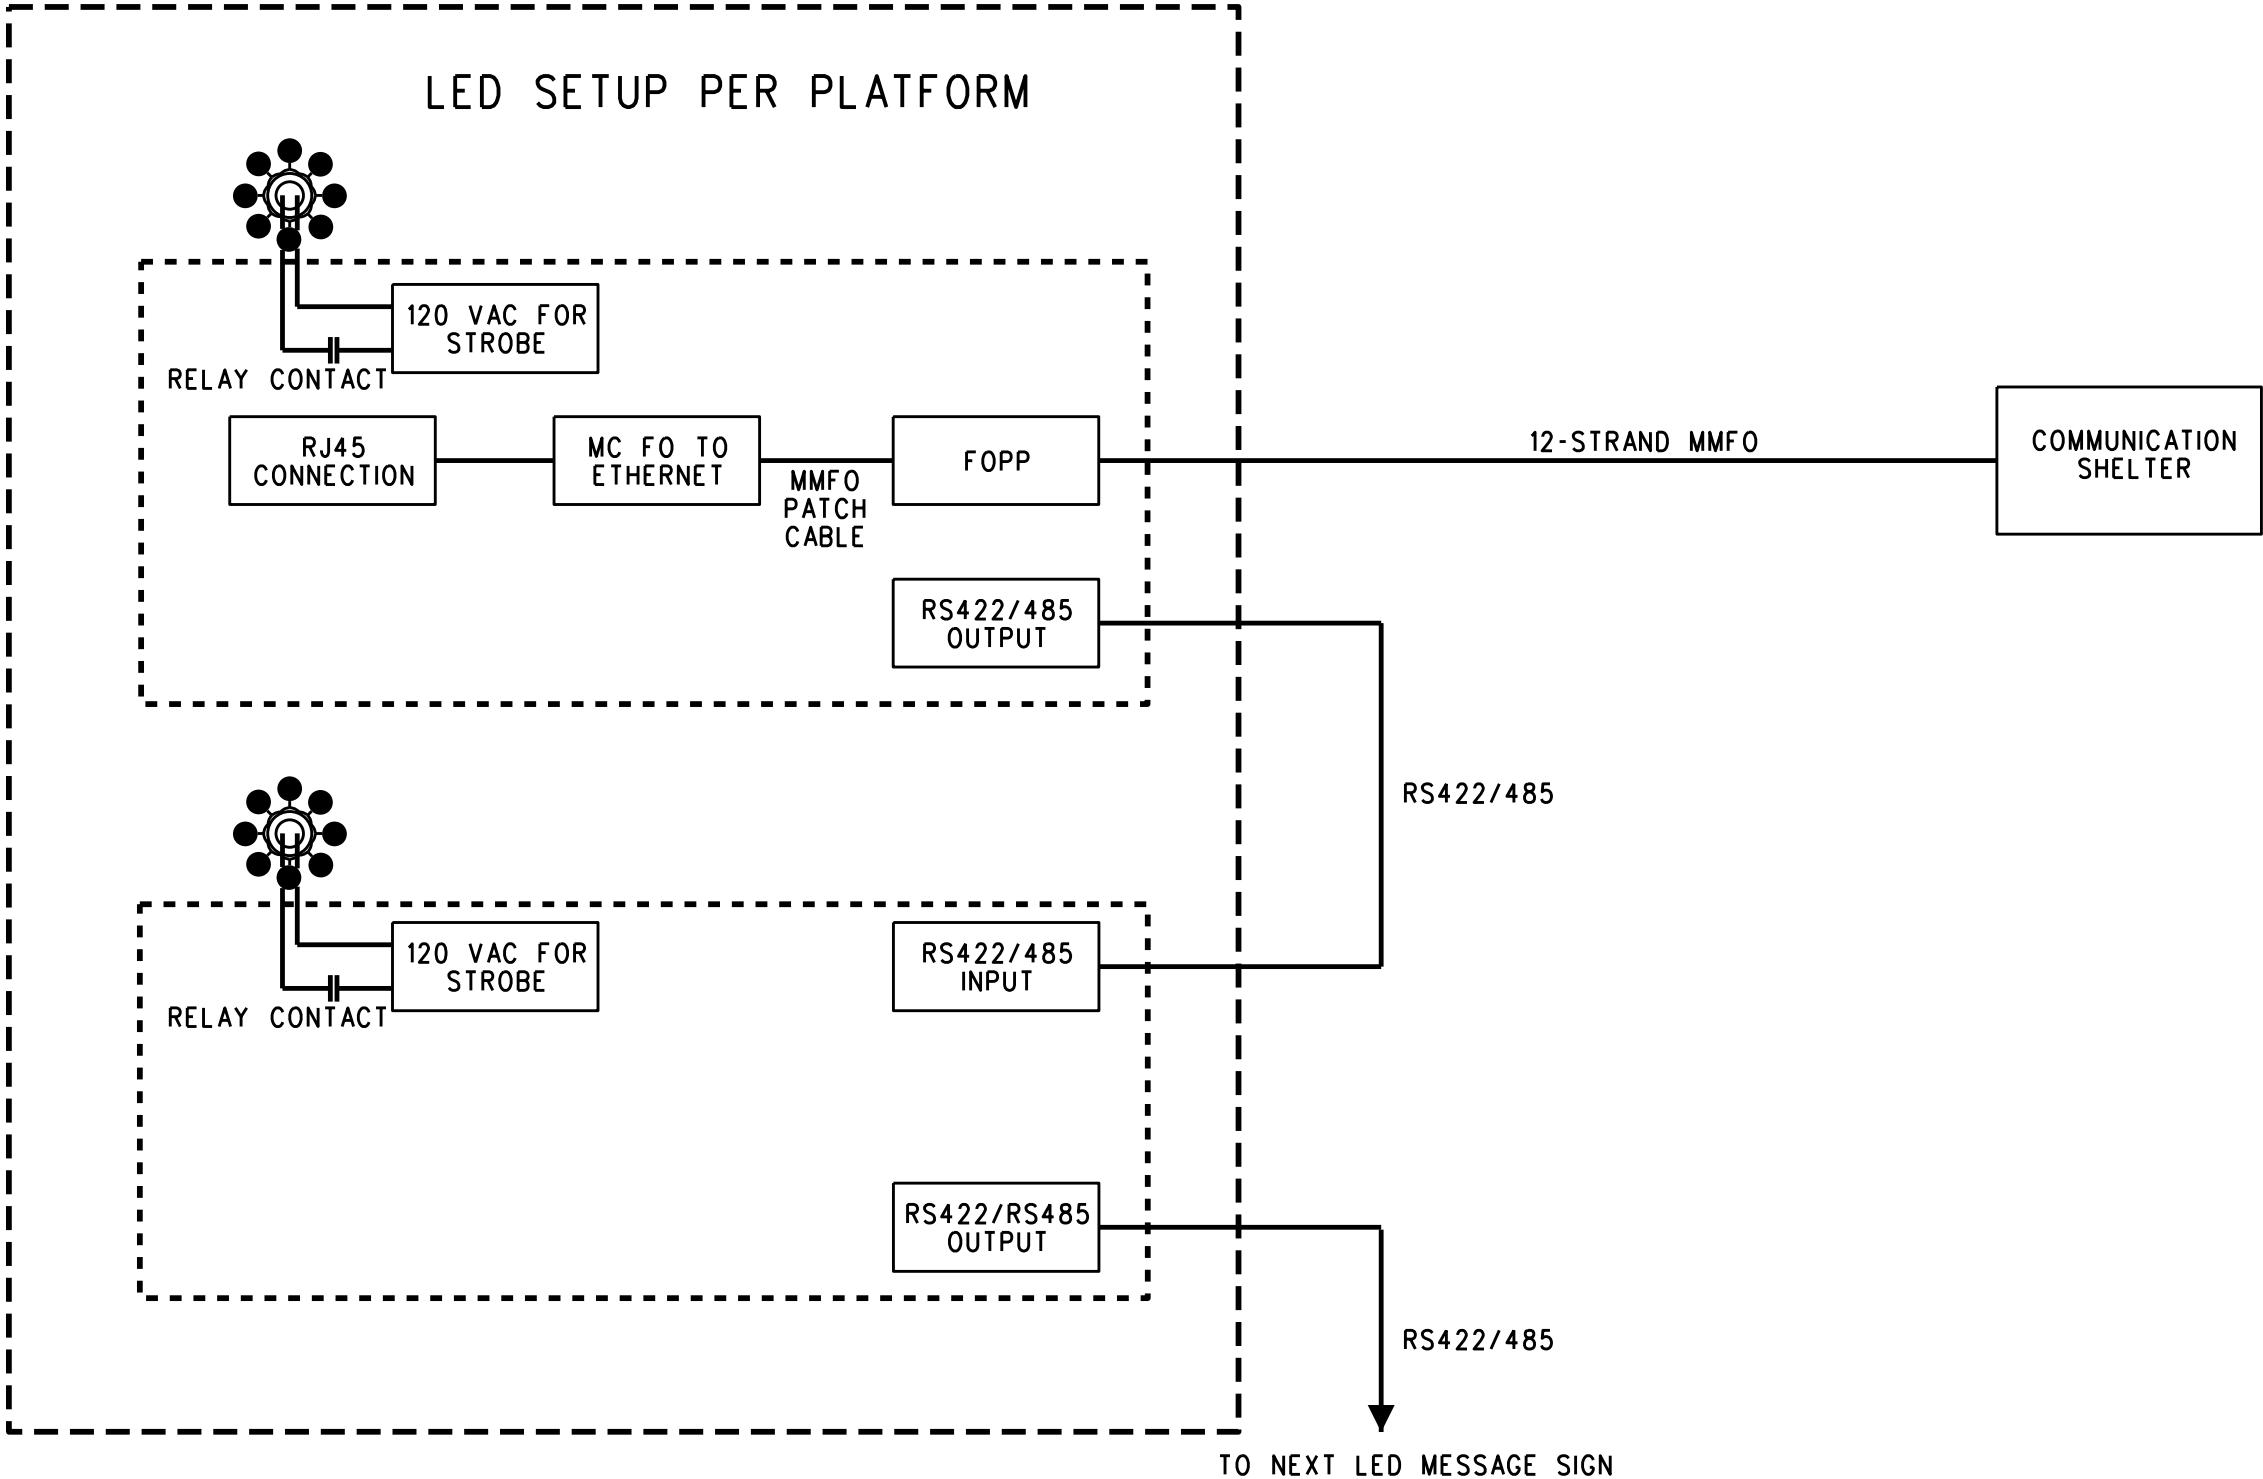 LED SETUP PER PLATFORM
120 VAC FOR
STROBE
RELAY CONTACT
RJ45
CONNECTION
MC FO TO
ETHERNET
MMFO
PATCH
CABLE
FOPP
12-STRAND MMFO
COMMUNICATION
SHELTER
RS422/485
OUTPUT
RS422/485
120 VAC FOR
STROBE
RELAY CONTACT
RS422/485
INPUT
RS422/RS485
OUTPUT
RS422/485
TO NEXT LED MESSAGE SIGN